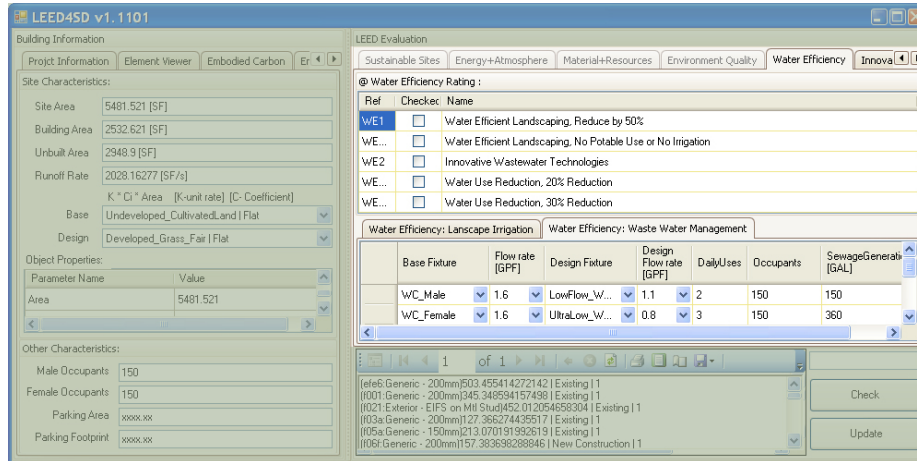 LEED4SD v1.1101
Building Information
Projct Information Element Viewer Embodied Carbon Er
Site Characteristics:
Site Area 5481.521 [SF]
Building Area 2532.621 [SF]
Unbuilt Area 2948.9 [SF]
Runoff Rate 2028.16277 [SF/s]
K * Ci * Area [K-unit rate] [C- Coefficient]
Base Undeveloped_CultivatedLand | Flat
Design Developed_Grass_Fair | Flat
Object Properties:
Parameter Name Value
Area 5481.521
Other Characteristics:
Male Occupants 150
Female Occupants 150
Parking Area xxxx.xx
Parking Footprint xxxx.xx
LEED Evaluation
Sustainable Sites Energy+Atmosphere Material+Resources Environment Quality Water Efficiency Innova
@ Water Efficiency Rating :
Ref Checkec Name
WE1 Water Efficient Landscaping, Reduce by 50%
WE... Water Efficient Landscaping, No Potable Use or No Irrigation
WE2 Innovative Wastewater Technologies
WE... Water Use Reduction, 20% Reduction
WE... Water Use Reduction, 30% Reduction
Water Efficiency: Lanscape Irrigation Water Efficiency: Waste Water Management
Base Fixture Flow rate [GPF] Design Fixture Design Flow rate [GPF] DailyUses Occupants SewageGeneratio [GAL]
WC_Male 1.6 LowFlow_W... 1.1 2 150 150
WC_Female 1.6 UltraLow_W... 0.8 3 150 360
1 of 1
(efe6:Generic - 200mm)503.455414272142 | Existing | 1
(f001:Generic - 200mm)345.348594157498 | Existing | 1
(f021:Exterior - EIFS on Mtl Stud)452.012054658304 | Existing | 1
(f03a:Generic - 200mm)127.366274435517 | Existing | 1
(f05a:Generic - 150mm)213.070191992619 | Existing | 1
(f06f:Generic - 200mm)157.383698288846 | New Construction | 1
Check
Update